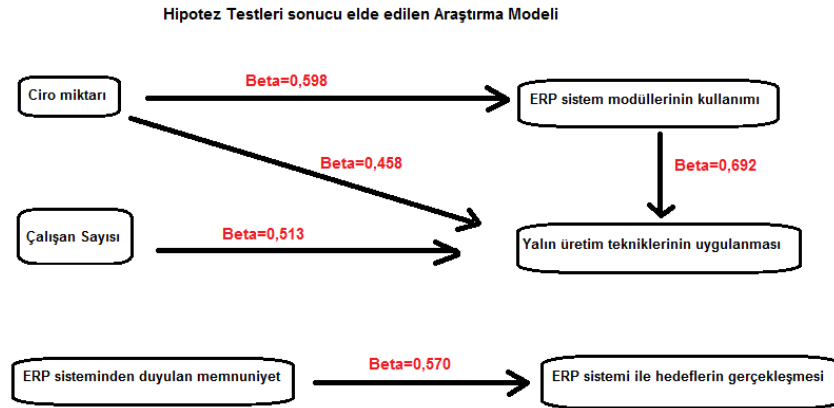 Hipotez Testleri sonucu elde edilen Araştırma Modeli
Beta=0,598
Ciro miktarı
ERP sistem modüllerinin kullanımı
Beta=0,458
Beta=0,692
Çalışan Sayısı
Beta=0,513
Yalın üretim tekniklerinin uygulanması
Beta=0,570
ERP sisteminden duyulan memnuniyet
ERP sistemi ile hedeflerin gerçekleşmesi